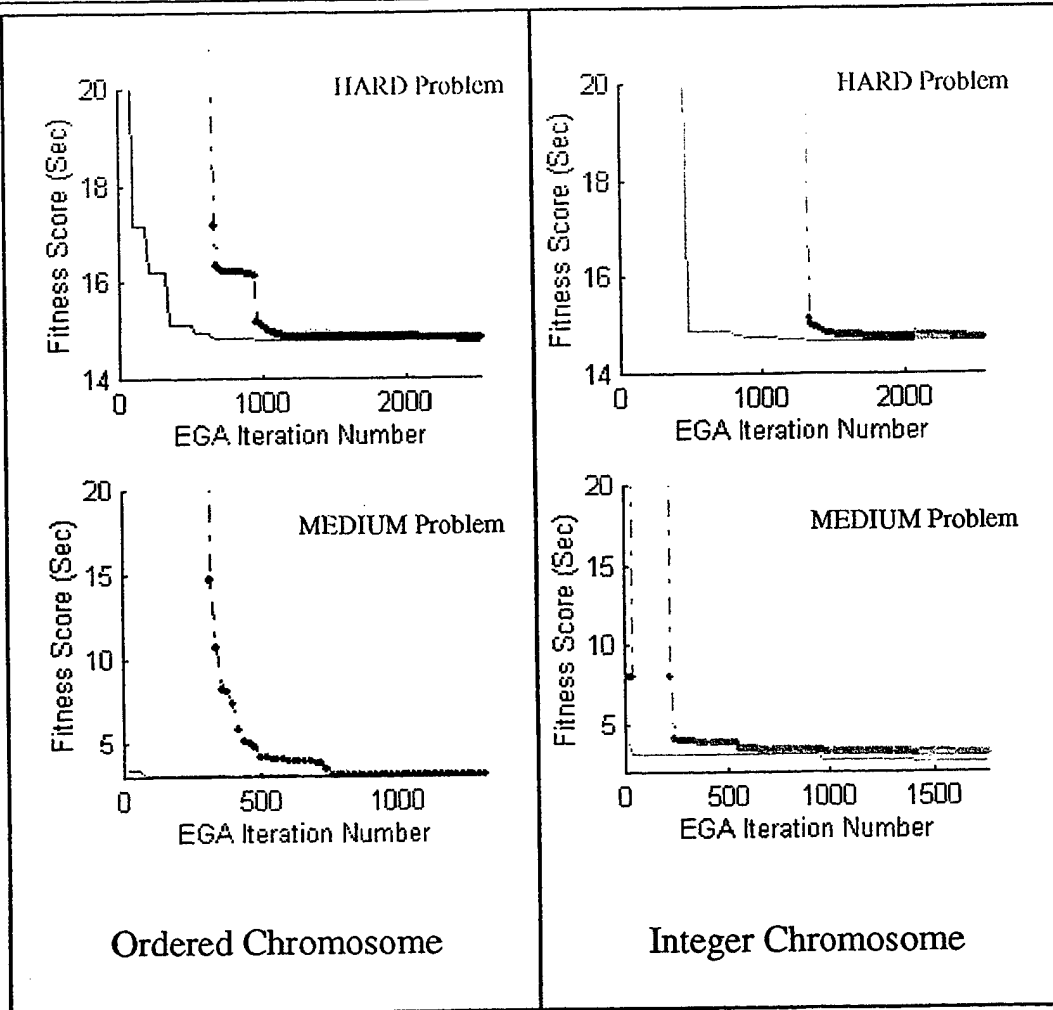 HARD Problem
20
18
16
14
Fitness Score (Sec)
0 1000 2000
EGA Iteration Number
MEDIUM Problem
20
15
10
5
Fitness Score (Sec)
0 500 1000
EGA Iteration Number
Ordered Chromosome
HARD Problem
20
18
16
14
Fitness Score (Sec)
0 1000 2000
EGA Iteration Number
MEDIUM Problem
20
15
10
5
Fitness Score (Sec)
0 500 1000 1500
EGA Iteration Number
Integer Chromosome